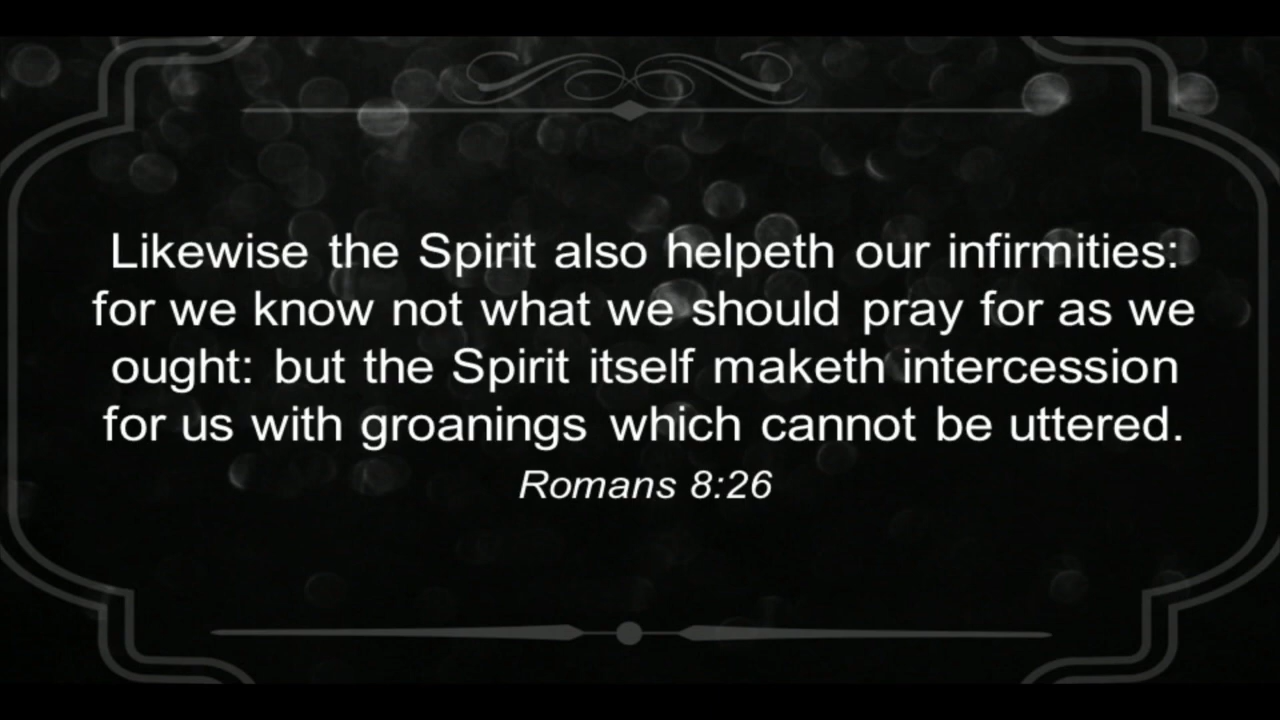 Likewise the Spirit also helpeth our infirmities:
for we know not what we should pray for as we
ought: but the Spirit itself maketh intercession
for us with groanings which cannot be uttered.
Romans 8:26